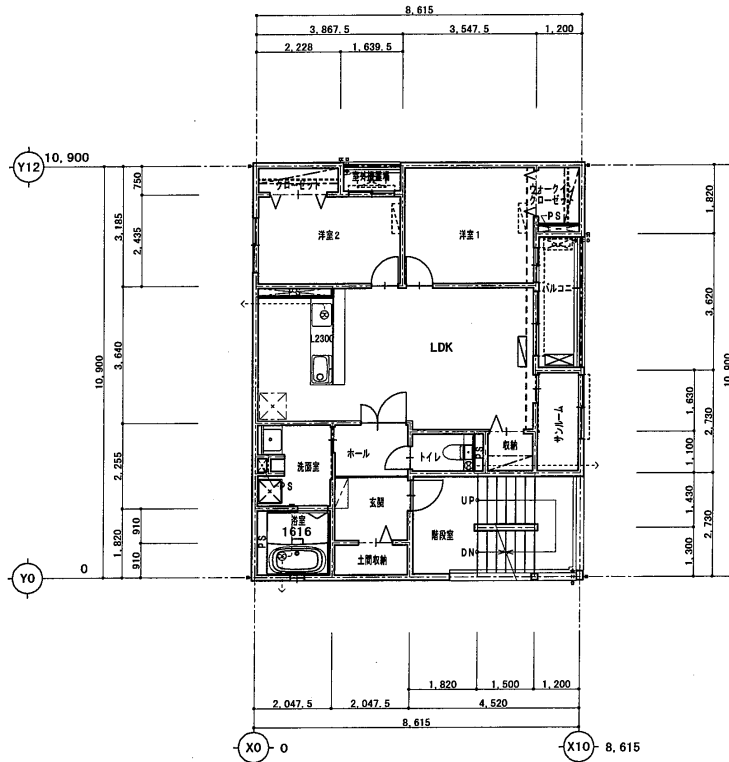 8,615
3,867.5
3,547.5
1,200
2,228
1,639.5
Y12
10,900
750
3,185
2,435
10,900
3,640
2,255
1,820
910
910
Y0
0
クローゼット
室外機置場
ウォークイン
クローゼット
PS
洋室2
洋室1
バルコニー
L2300
LDK
サンルーム
収納
PS
トイレ
ホール
洗面室
PS
玄関
階段室
UP
DN
浴室
1616
PS
土間収納
1,820
3,620
10,900
1,630
2,730
1,100
1,430
2,730
1,300
1,820
1,500
1,200
2,047.5
2,047.5
4,520
8,615
X0
0
X10
8,615